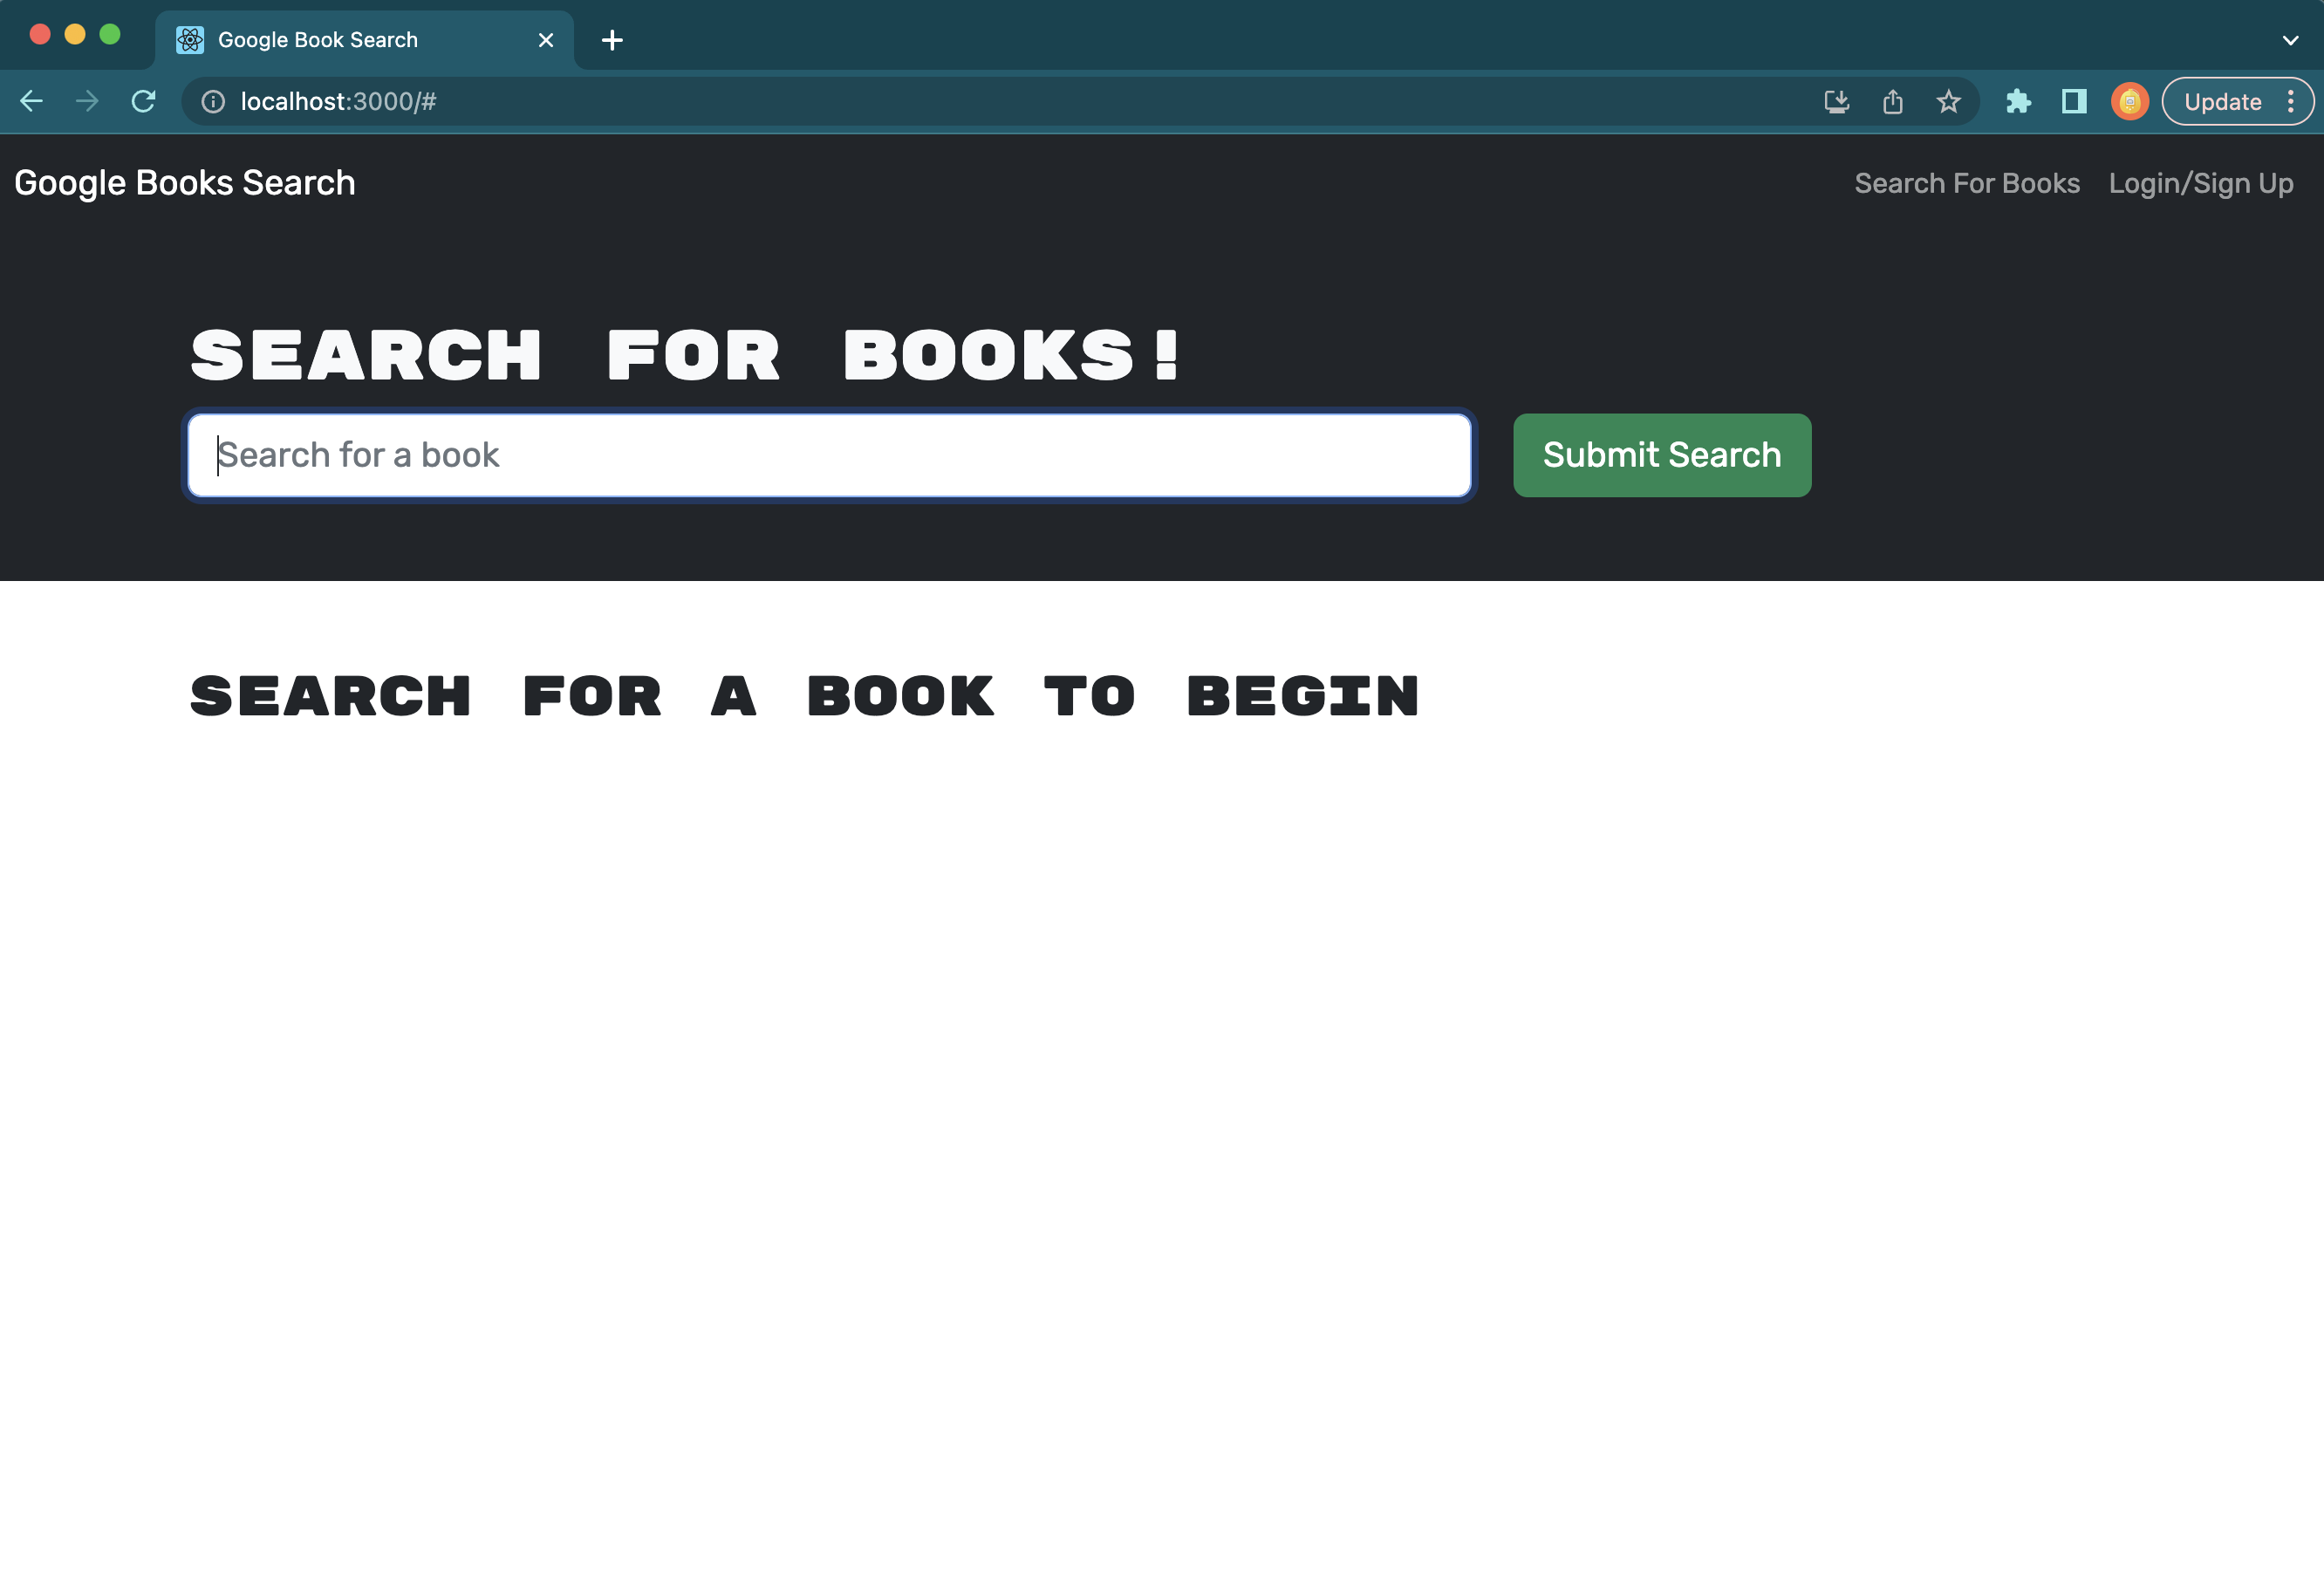 Google Book Search
localhost:3000/#
Update
Google Books Search
Search For Books
Login/Sign Up
SEARCH FOR BOOKS!
Search for a book
Submit Search
SEARCH FOR A BOOK TO BEGIN